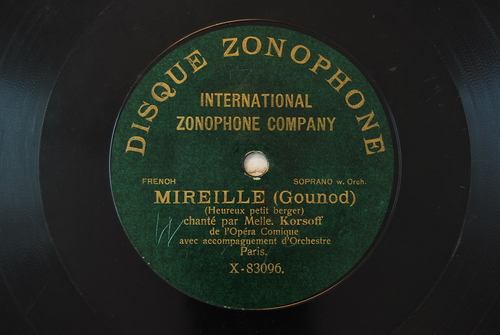 DISQUE ZONOPHONE
INTERNATIONAL
ZONOPHONE COMPANY
FRENCH SOPRANO w. Orch.
MIREILLE (Gounod)
(Heureux petit berger)
chanté par Melle. Korsoff
de l'Opéra Comique
avec accompagnement d'Orchestre
Paris.
X-83096.